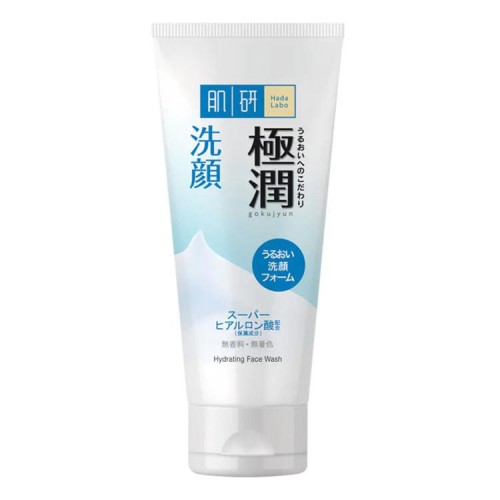 肌研
Hada
Labo
洗顔
極潤
うるおいへのこだわり
gokujyun
うるおい
洗顔
フォーム
スーパー
ヒアルロン酸配合
(保湿成分)
無香料・無着色
Hydrating Face Wash